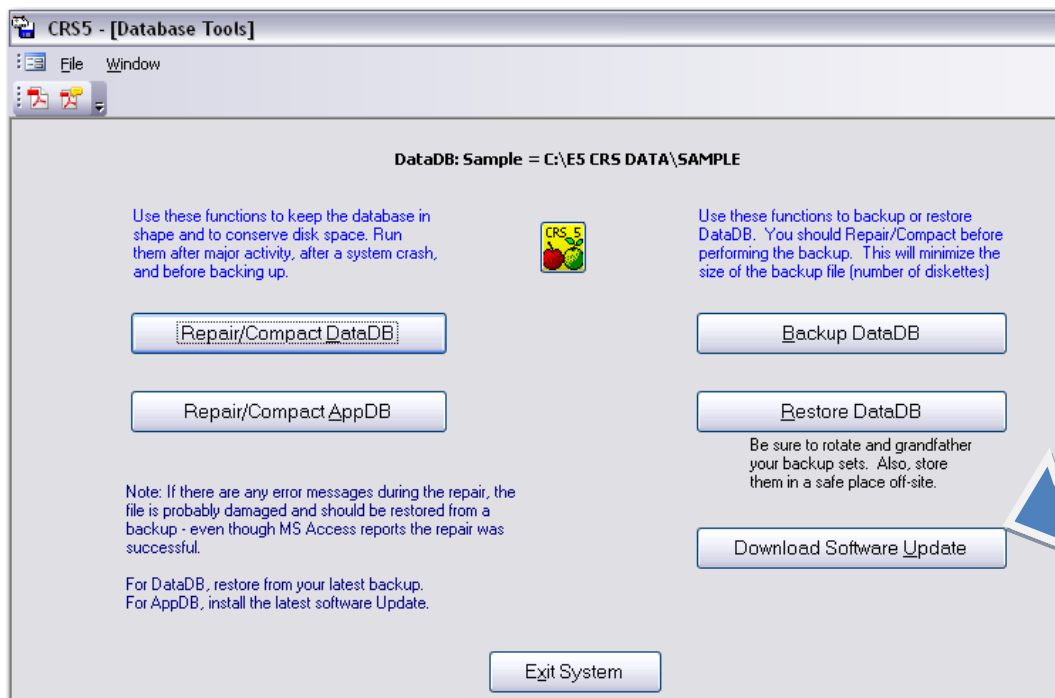 CRS5 - [Database Tools]
File Window
DataDB: Sample = C:\E5 CRS DATA\SAMPLE
Use these functions to keep the database in
shape and to conserve disk space. Run
them after major activity, after a system crash,
and before backing up.
CRS 5
Use these functions to backup or restore
DataDB. You should Repair/Compact before
performing the backup. This will minimize the
size of the backup file (number of diskettes)
Repair/Compact DataDB
Backup DataDB
Repair/Compact AppDB
Restore DataDB
Be sure to rotate and grandfather
your backup sets. Also, store
them in a safe place off-site.
Note: If there are any error messages during the repair, the
file is probably damaged and should be restored from a
backup - even though MS Access reports the repair was
successful.
Download Software Update
For DataDB, restore from your latest backup.
For AppDB, install the latest software Update.
Exit System